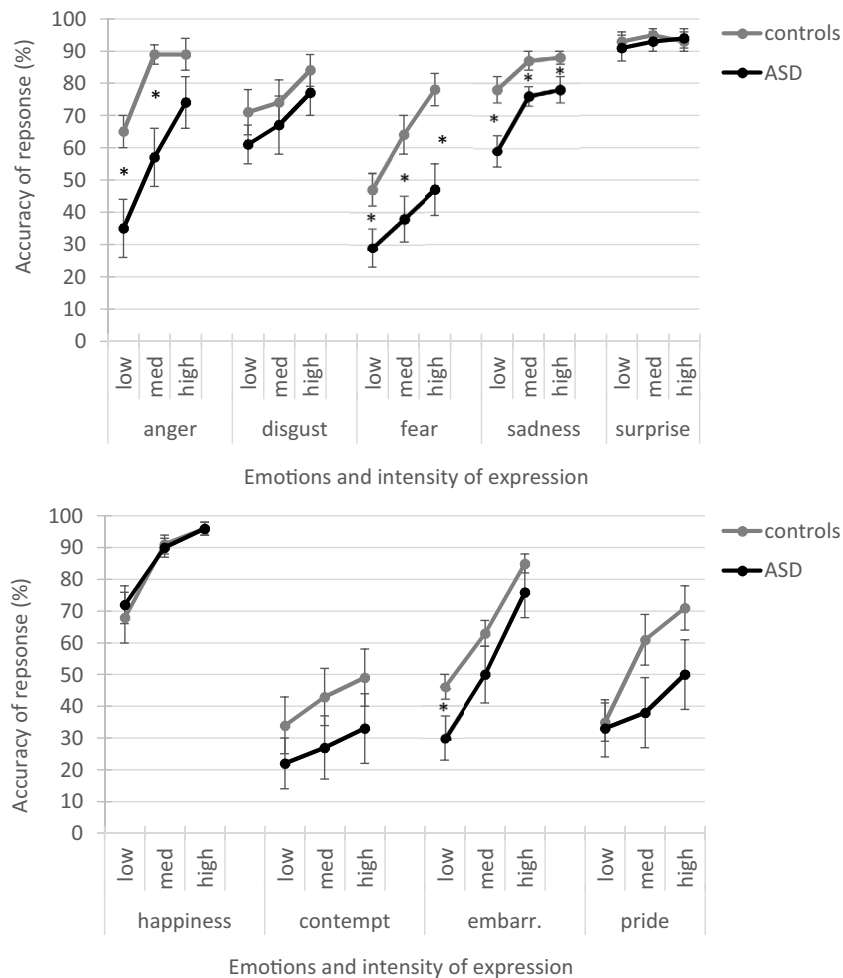 100
90
80
70
60
50
40
30
20
10
0
Accuracy of repsonse (%)
controls
ASD
*
*
*
*
*
*
*
*
low med high low med high low med high low med high low med high
anger disgust fear sadness surprise
Emotions and intensity of expression
100
90
80
70
60
50
40
30
20
10
0
Accuracy of repsonse (%)
controls
ASD
*
low med high low med high low med high low med high
happiness contempt embarr. pride
Emotions and intensity of expression